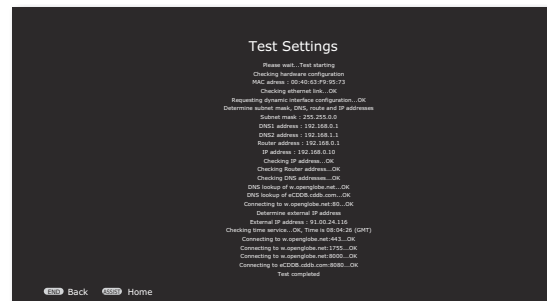 Test Settings
Please wait...Test starting
Checking hardware configuration
MAC adress : 00:40:63:F9:95:73
Checking ethernet link...OK
Requesting dynamic interface configuration...OK
Determine subnet mask, DNS, route and IP addresses
Subnet mask : 255.255.0.0
DNS1 address : 192.168.0.1
DNS2 address : 192.168.1.1
Router address : 192.168.0.1
IP address : 192.168.0.10
Checking IP address...OK
Checking Router address...OK
Checking DNS addresses...OK
DNS lookup of w.openglobe.net...OK
DNS lookup of eCDDB.cddb.com...OK
Connecting to w.openglobe.net:80...OK
Determine external IP address
External IP address : 91.00.24.116
Checking time service...OK, Time is 08:04:26 (GMT)
Connecting to w.openglobe.net:443...OK
Connecting to w.openglobe.net:1755...OK
Connecting to w.openglobe.net:8000...OK
Connecting to eCDDB.cddb.com:8080...OK
Test completed
END Back ASSIST Home